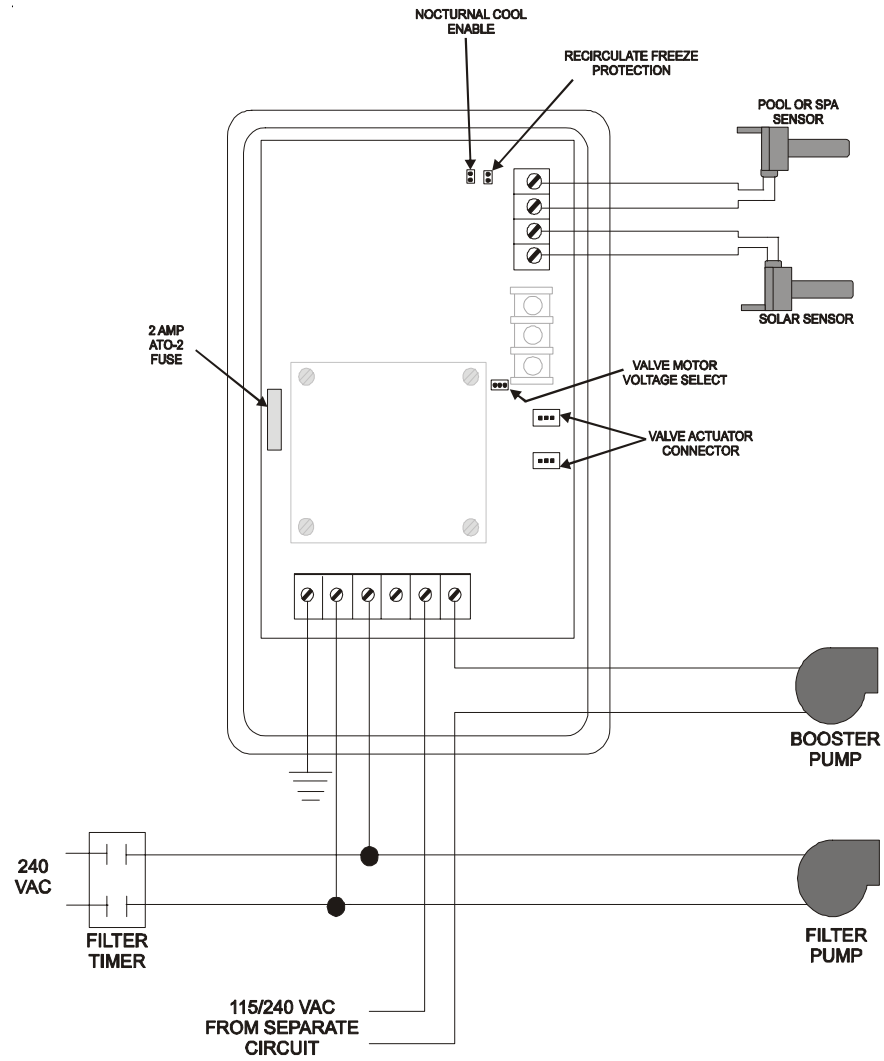 NOCTURNAL COOL
ENABLE
RECIRCULATE FREEZE
PROTECTION
POOL OR SPA
SENSOR
SOLAR SENSOR
2 AMP
ATO-2
FUSE
VALVE MOTOR
VOLTAGE SELECT
VALVE ACTUATOR
CONNECTOR
BOOSTER
PUMP
240
VAC
FILTER
TIMER
FILTER
PUMP
115/240 VAC
FROM SEPARATE
CIRCUIT